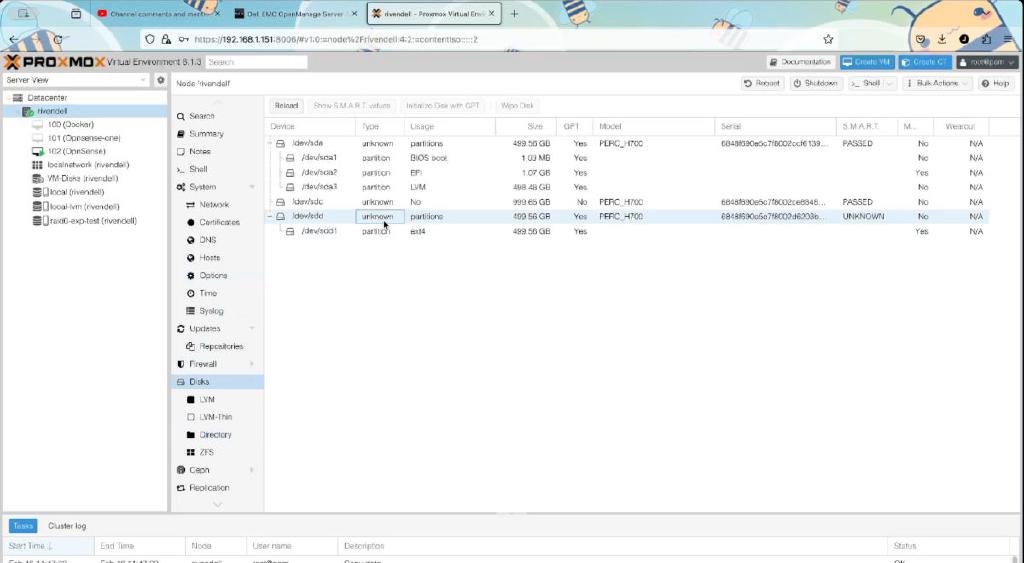 Channel comments and
Dell EMC OpenManage Server
rivendell - Proxmox Virtual Env
https://192.168.1.151:8006/#v1:0:=node%2Frivendell:4:2:=contentIso:::::2
PROXMOX Virtual Environment 8.1.3 Search
Documentation Create VM Create CT root@pam
Server View
Node 'rivendell'
Reboot Shutdown Shell Bulk Actions Help
Datacenter
rivendell
100 (Docker)
101 (Opnsense-one)
102 (OpnSense)
localnetwork (rivendell)
VM-Disks (rivendell)
local (rivendell)
local-lvm (rivendell)
raid6-exp-test (rivendell)
Search
Summary
Notes
Shell
System
Network
Certificates
DNS
Hosts
Options
Time
Syslog
Updates
Repositories
Firewall
Disks
LVM
LVM-Thin
Directory
ZFS
Ceph
Replication
Reload Show S.M.A.R.T. values Initialize Disk with GPT Wipe Disk
Device Type Usage Size GPT Model Serial S.M.A.R.T. M... Wearout
/dev/sda unknown partitions 499.56 GB Yes PERC_H700 PASSED No N/A
/dev/sda1 partition BIOS boot 1.03 MB Yes No N/A
/dev/sda2 partition EFI 1.07 GB Yes Yes N/A
/dev/sda3 partition LVM 498.48 GB Yes No N/A
/dev/sdc unknown No 999.65 GB No PERC_H700 PASSED No N/A
/dev/sdd unknown partitions 499.56 GB Yes PERC_H700 UNKNOWN No N/A
/dev/sdd1 partition ext4 499.56 GB Yes Yes N/A
Tasks Cluster log
Start Time End Time Node User name Description Status